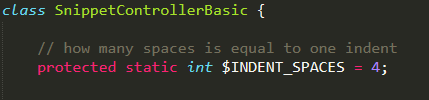 class SnippetControllerBasic {
// how many spaces is equal to one indent
protected static int $INDENT_SPACES = 4;